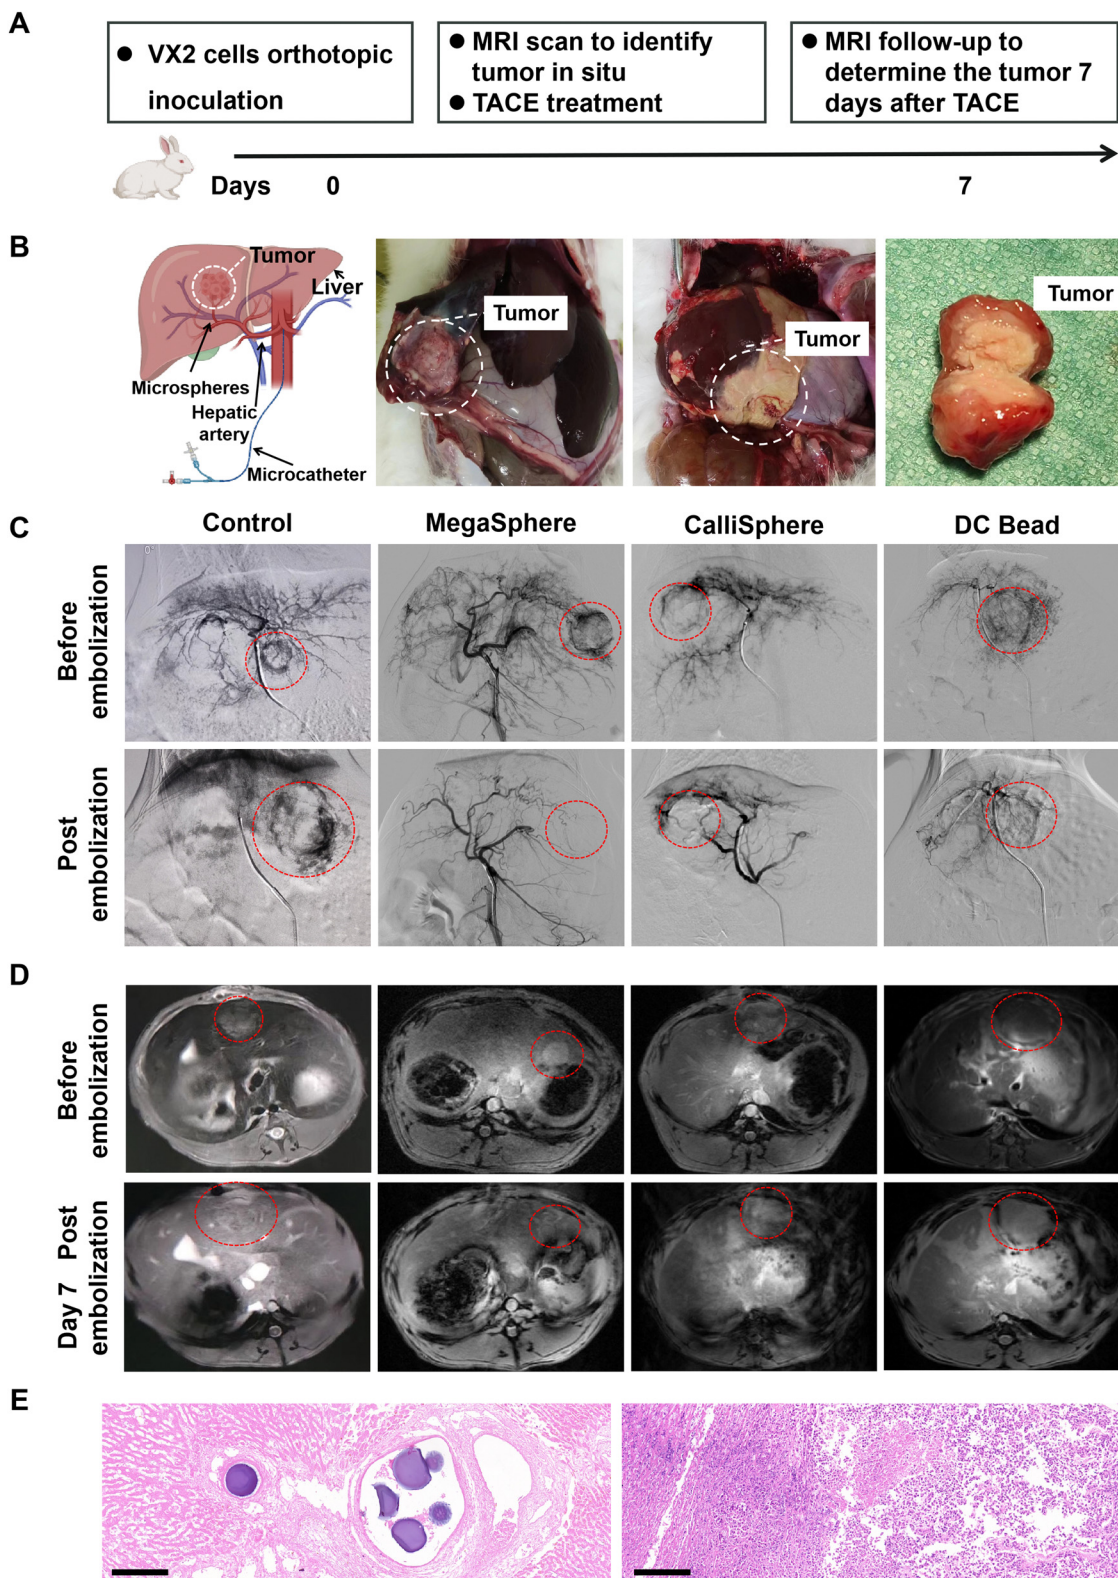 A
● VX2 cells orthotopic
inoculation
● MRI scan to identify
tumor in situ
● TACE treatment
● MRI follow-up to
determine the tumor 7
days after TACE
Days 0 7
B
Tumor
Liver
Microspheres
Hepatic
artery
Microcatheter
Tumor
Tumor
Tumor
C
Control MegaSphere CalliSphere DC Bead
Before
embolization
Post
embolization
D
Before
embolization
Day 7 Post
embolization
E